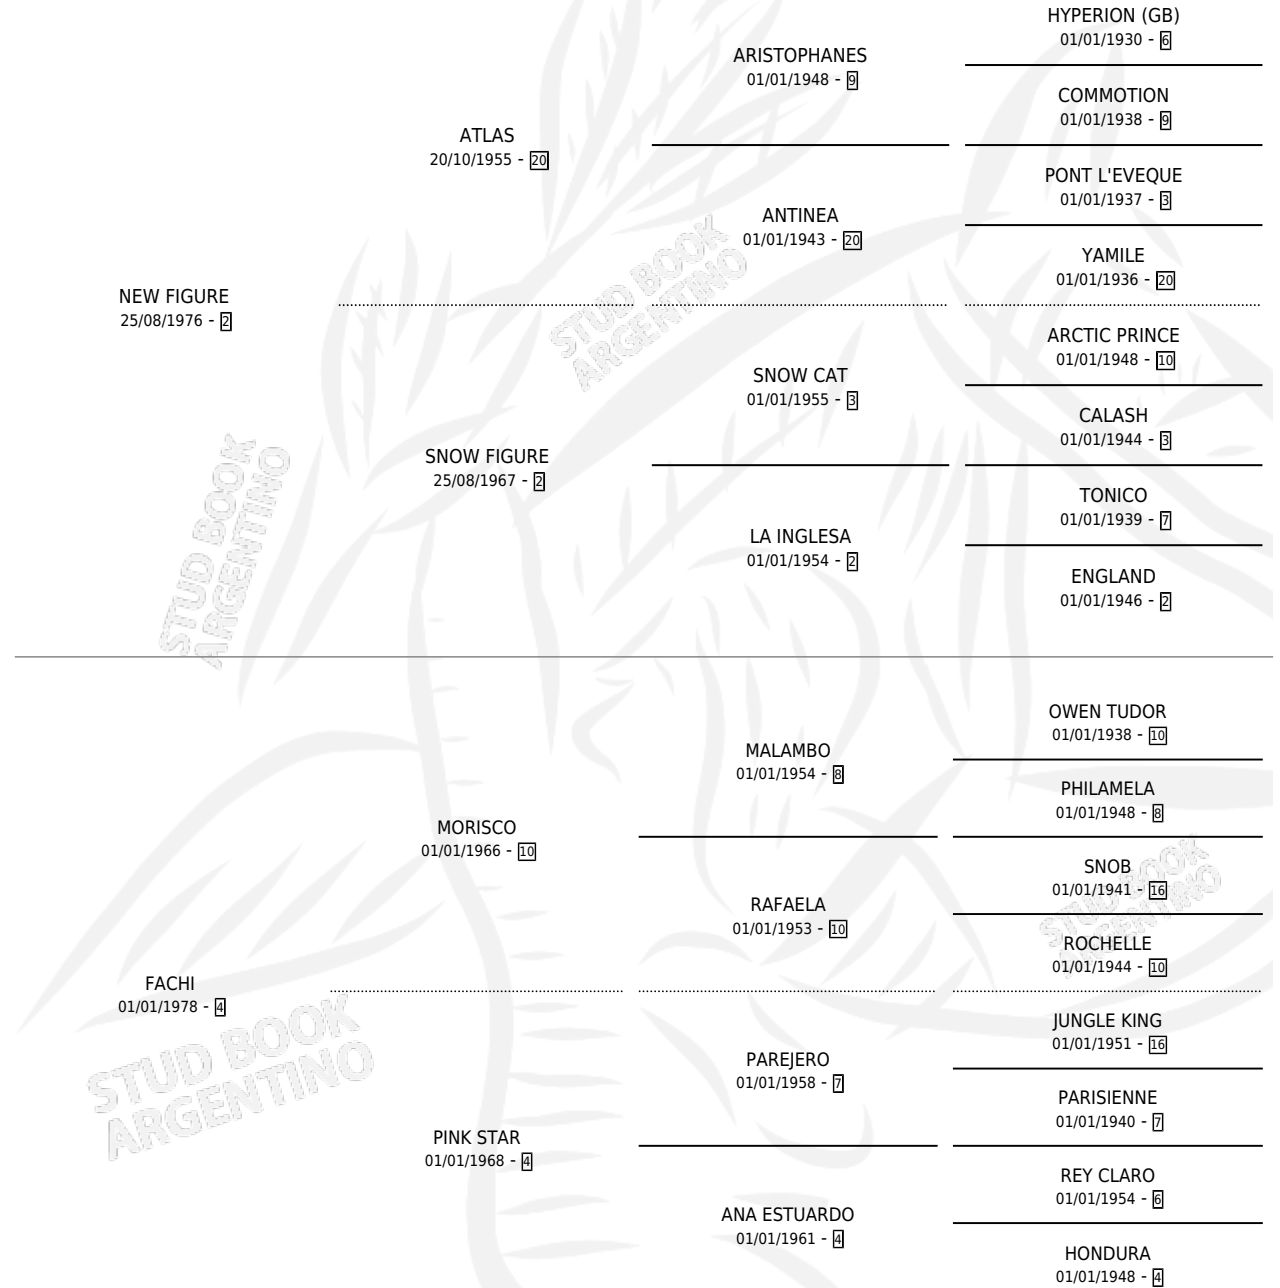 HYPERION (GB)
01/01/1930 - 6
ARISTOPHANES
01/01/1948 - 9
COMMOTION
01/01/1938 - 9
ATLAS
20/10/1955 - 20
PONT L'EVEQUE
01/01/1937 - 3
ANTINEA
01/01/1943 - 20
YAMILE
01/01/1936 - 20
NEW FIGURE
25/08/1976 - 2
STUD BOOK
ARGENTINO
ARCTIC PRINCE
01/01/1948 - 10
SNOW CAT
01/01/1955 - 3
CALASH
01/01/1944 - 3
SNOW FIGURE
25/08/1967 - 2
TONICO
01/01/1939 - 7
LA INGLESA
01/01/1954 - 2
ENGLAND
01/01/1946 - 2
STUD BOOK
ARGENTINO
OWEN TUDOR
01/01/1938 - 10
MALAMBO
01/01/1954 - 8
PHILAMELA
01/01/1948 - 8
MORISCO
01/01/1966 - 10
SNOB
01/01/1941 - 16
RAFAELA
01/01/1953 - 10
ROCHELLE
01/01/1944 - 10
STUD BOOK
ARGENTINO
FACHI
01/01/1978 - 4
STUD BOOK
ARGENTINO
JUNGLE KING
01/01/1951 - 16
PAREJERO
01/01/1958 - 7
PARISIENNE
01/01/1940 - 7
PINK STAR
01/01/1968 - 4
REY CLARO
01/01/1954 - 6
ANA ESTUARDO
01/01/1961 - 4
HONDURA
01/01/1948 - 4